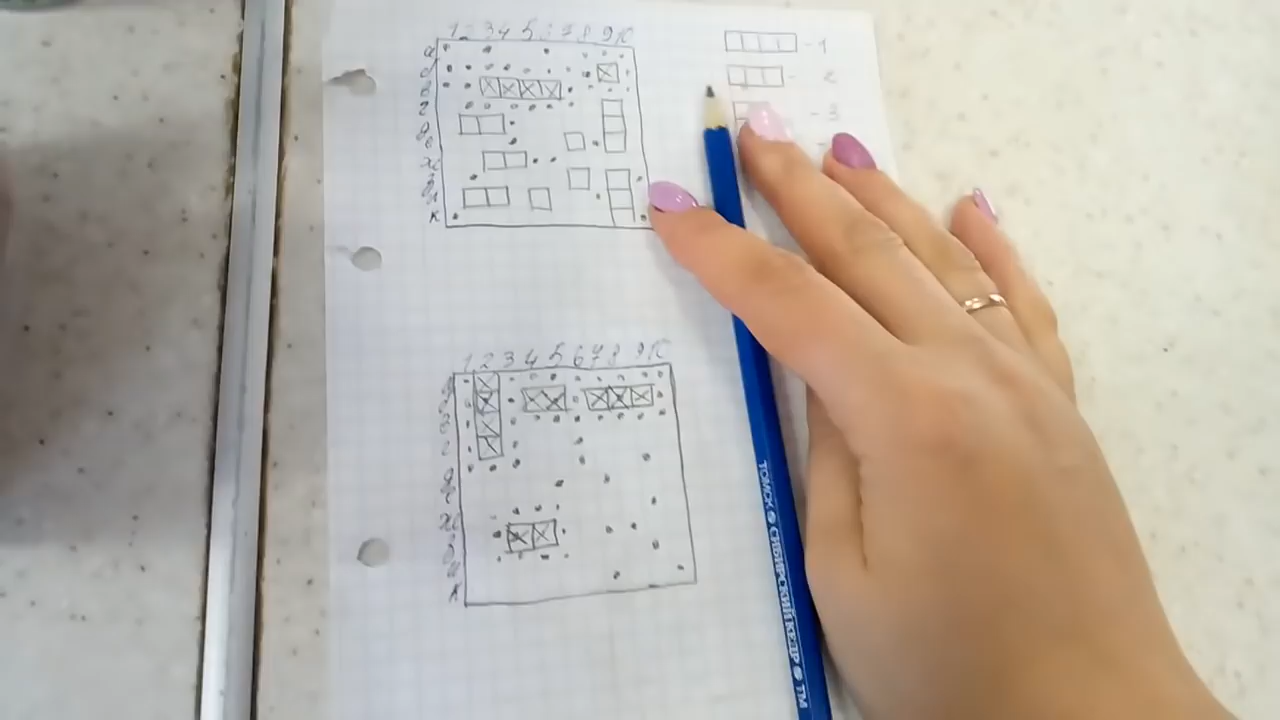 1 2 3 4 5 6 7 8 9 10
а
г
д
е
ж
к
- 1
- 2
- 3
1 2 3 4 5 6 7 8 9 10
ж
к
ТОМСК СИБИРСКИЙ КЕДР ТМ